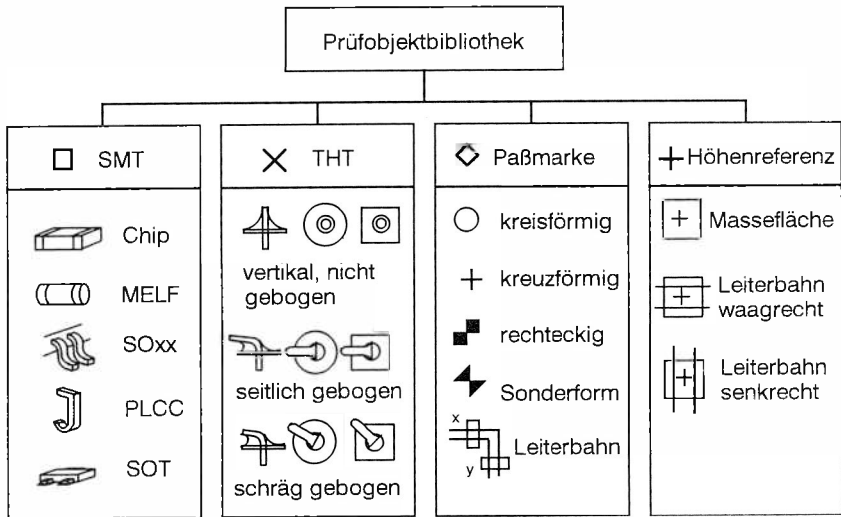 Prüfobjektbibliothek
SMT
Chip
MELF
SOxx
PLCC
SOT
THT
vertikal, nicht
gebogen
seitlich gebogen
schräg gebogen
Paßmarke
kreisförmig
kreuzförmig
rechteckig
Sonderform
x
y
Leiterbahn
Höhenreferenz
Massefläche
Leiterbahn
waagrecht
Leiterbahn
senkrecht